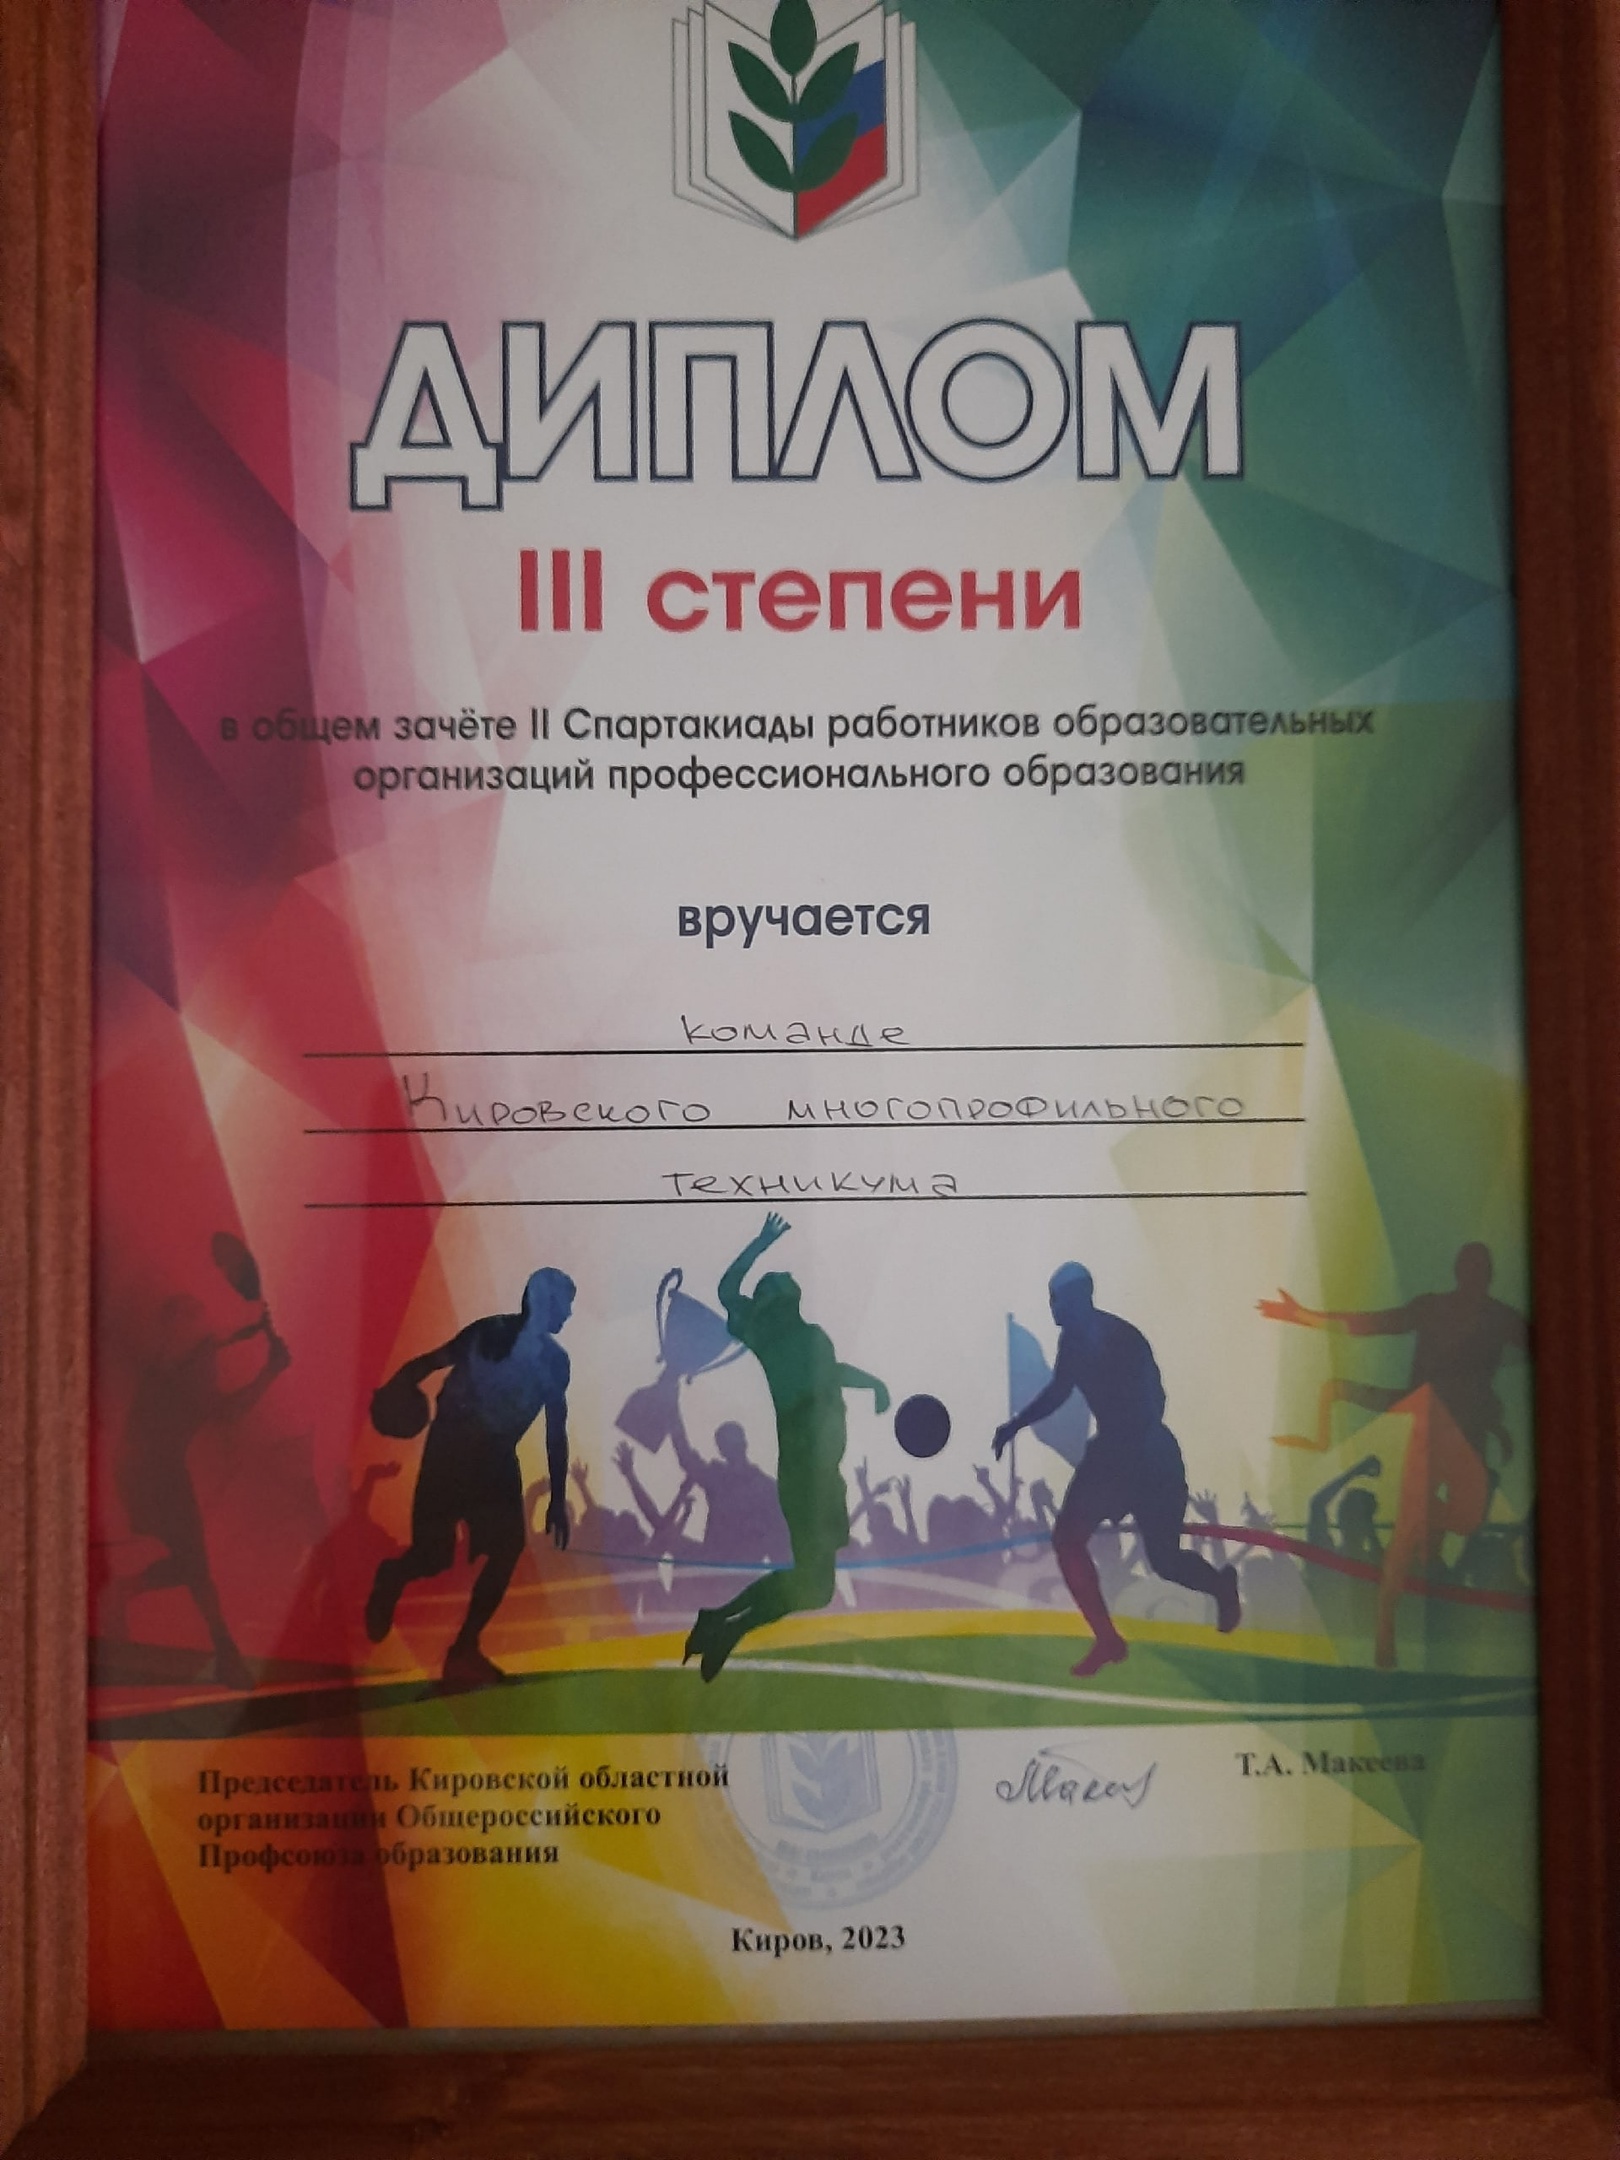 ДИПЛОМ
III степени
в общем зачёте II Спартакиады работников образовательных
организаций профессионального образования
вручается
команде
Кировского многопрофильного
техникума
Председатель Кировской областной
организации Общероссийского
Профсоюза образования
Т.А. Макеева
Киров, 2023